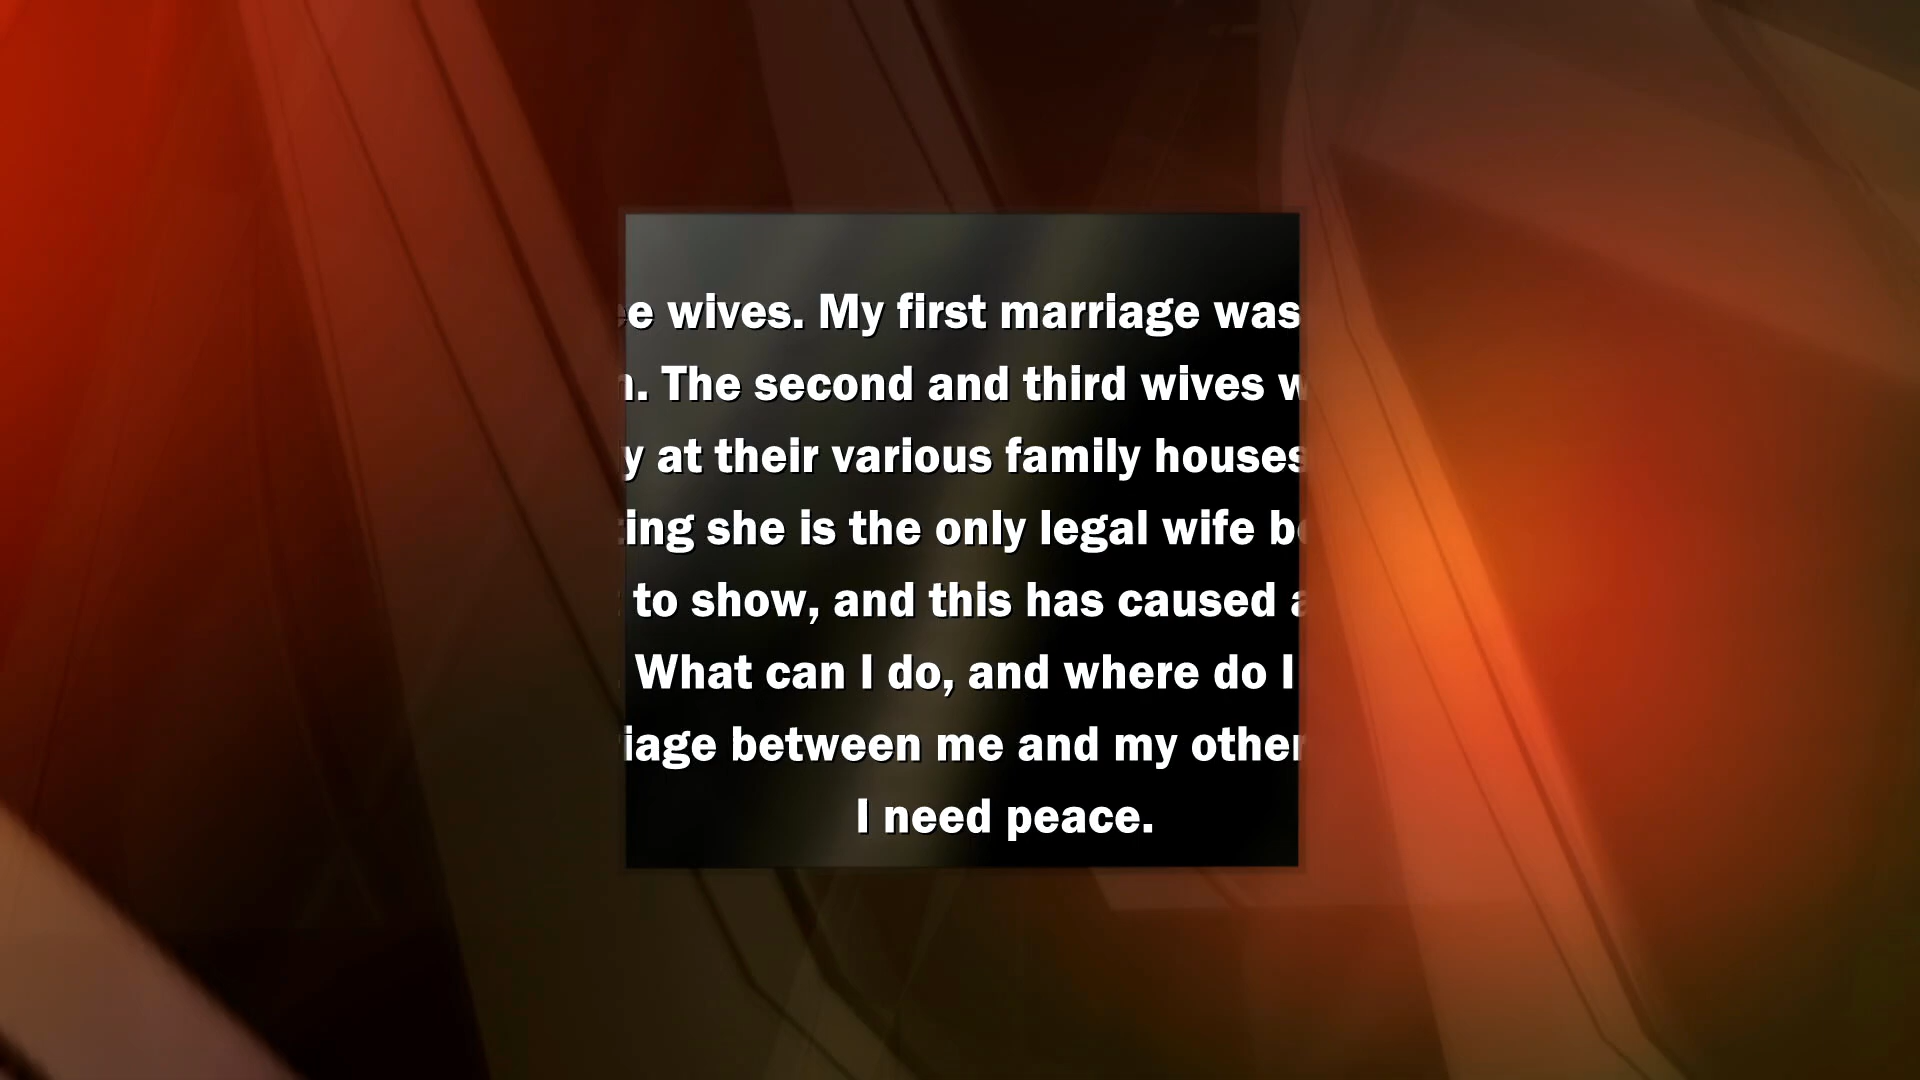 wives. My first marriage was
The second and third wives
at their various family houses
she is the only legal wife
to show, and this has caused
What can I do, and where do I
between me and my other
I need peace.